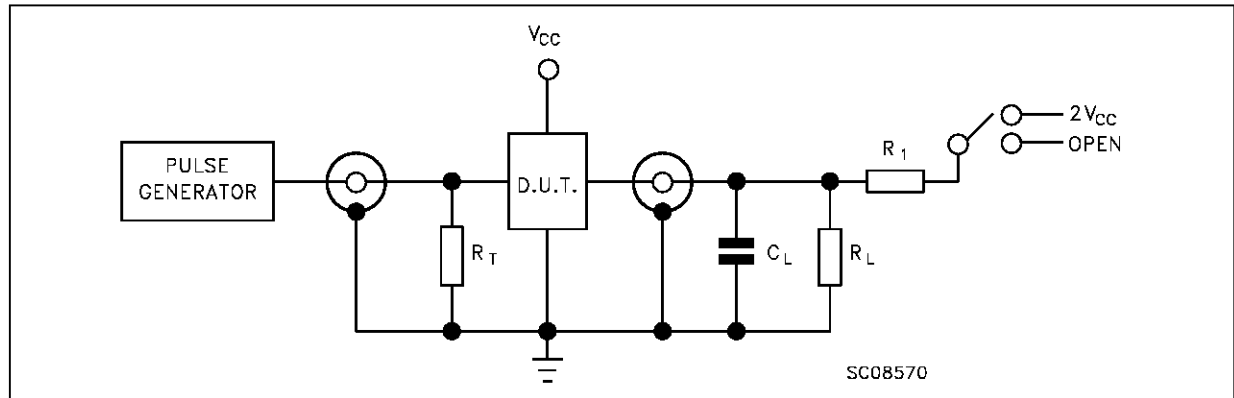 VCC
2VCC
OPEN
R1
PULSE
GENERATOR
D.U.T.
RT
CL
RL
SC08570